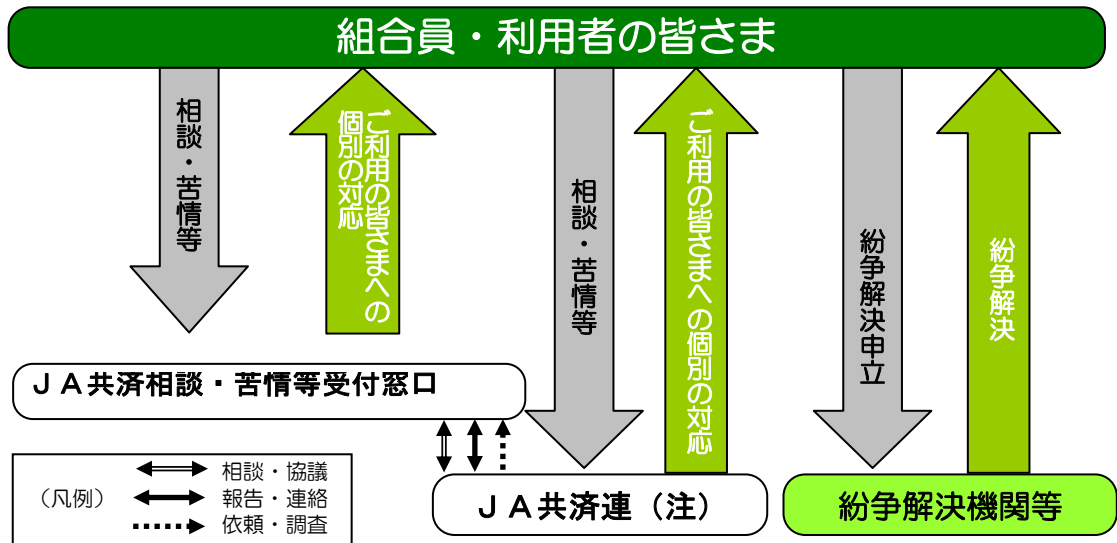 組合員・利用者の皆さま
相談・苦情等
ご利用の皆さまへの
個別の対応
相談・苦情等
ご利用の皆さまへの個別の対応
紛争解決申立
紛争解決
ＪＡ共済相談・苦情等受付窓口
（凡例）
相談・協議
報告・連絡
依頼・調査
ＪＡ共済連（注）
紛争解決機関等